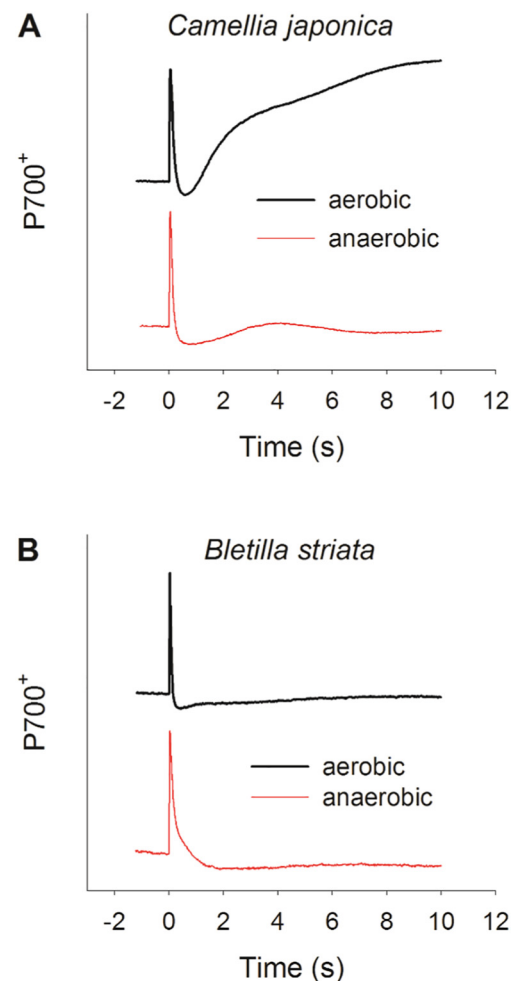 A
Camellia japonica
P700+
aerobic
anaerobic
-2 0 2 4 6 8 10 12
Time (s)
B
Bletilla striata
P700+
aerobic
anaerobic
-2 0 2 4 6 8 10 12
Time (s)